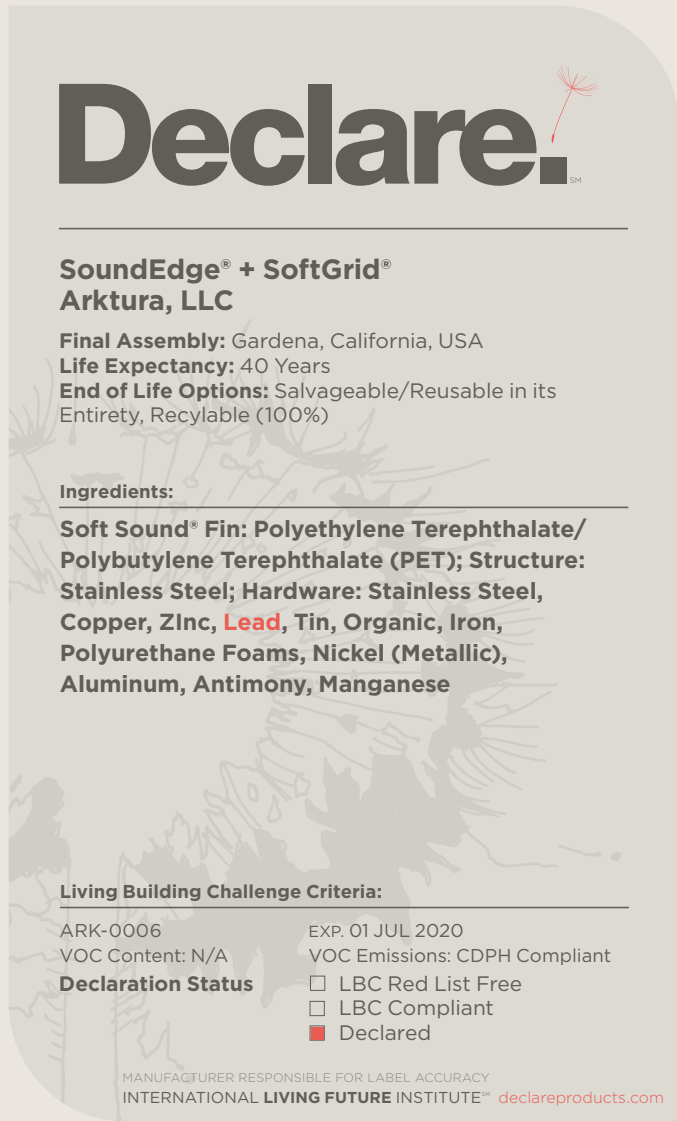 Declare.℠
SoundEdge® + SoftGrid®
Arktura, LLC
Final Assembly: Gardena, California, USA
Life Expectancy: 40 Years
End of Life Options: Salvageable/Reusable in its
Entirety, Recylable (100%)
Ingredients:
Soft Sound® Fin: Polyethylene Terephthalate/
Polybutylene Terephthalate (PET); Structure:
Stainless Steel; Hardware: Stainless Steel,
Copper, ZInc, Lead, Tin, Organic, Iron,
Polyurethane Foams, Nickel (Metallic),
Aluminum, Antimony, Manganese
Living Building Challenge Criteria:
ARK-0006 EXP. 01 JUL 2020
VOC Content: N/A VOC Emissions: CDPH Compliant
Declaration Status ☐ LBC Red List Free
☐ LBC Compliant
■ Declared
MANUFACTURER RESPONSIBLE FOR LABEL ACCURACY
INTERNATIONAL LIVING FUTURE INSTITUTE℠ declareproducts.com